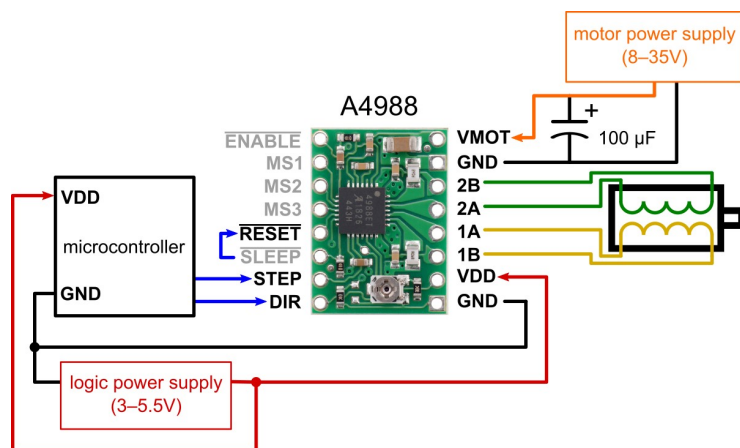 motor power supply
(8–35V)
A4988
+
100 µF
ENABLE
MS1
MS2
MS3
RESET
SLEEP
STEP
DIR
VMOT
GND
2B
2A
1A
1B
VDD
GND
VDD
microcontroller
GND
logic power supply
(3–5.5V)